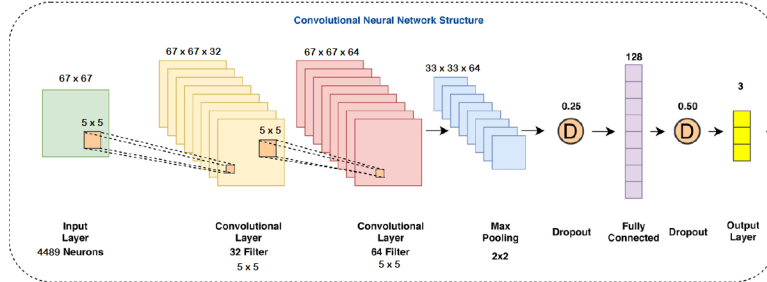 Convolutional Neural Network Structure
67 x 67
5 x 5
67 x 67 x 32
5 x 5
67 x 67 x 64
33 x 33 x 64
0.25
D
128
0.50
D
3
Input
Layer
4489 Neurons
Convolutional
Layer
32 Filter
5 x 5
Convolutional
Layer
64 Filter
5 x 5
Max
Pooling
2x2
Dropout
Fully
Connected
Dropout
Output
Layer